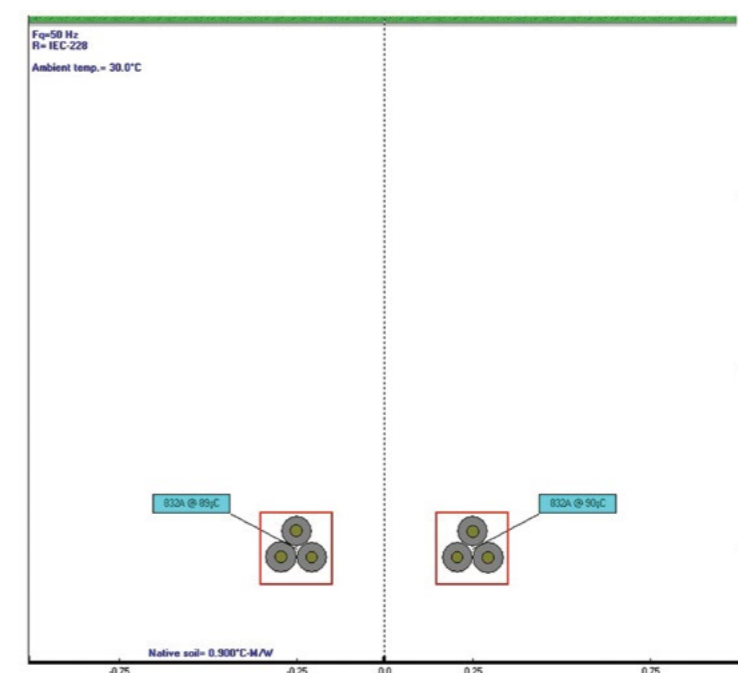 Fq=50 Hz
R= IEC-228
Ambient temp.= 30.0°C
832A @ 89¡C
832A @ 90¡C
Native soil= 0.900°C-M/W
-0.75
-0.25
0.0
0.25
0.75